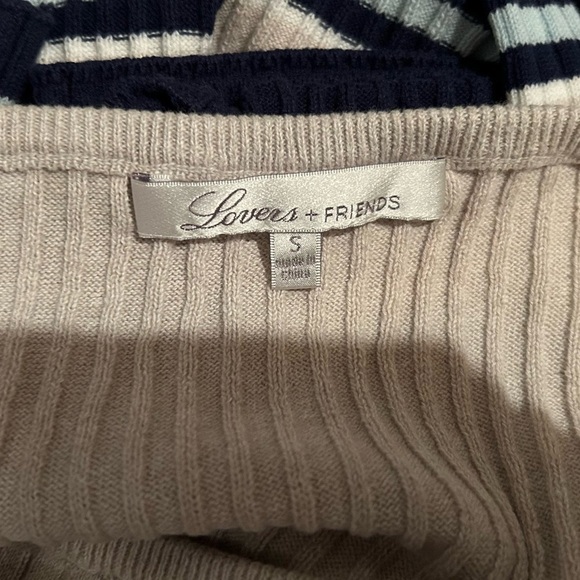 Lovers + FRIENDS
S
MADE IN
China